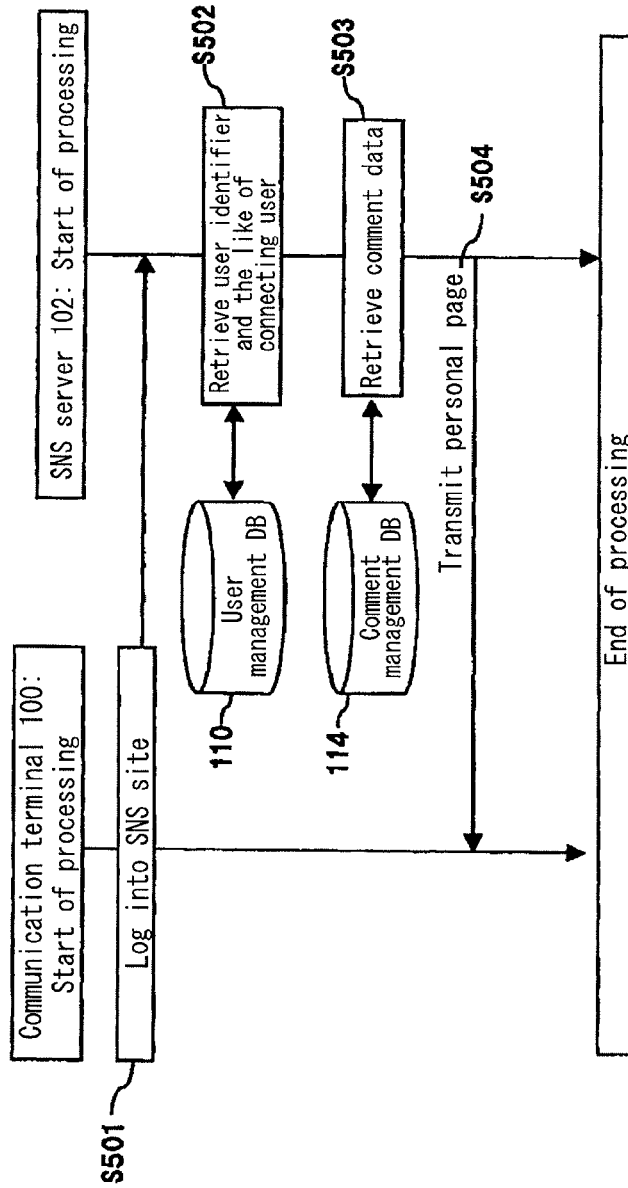 Communication terminal 100:
Start of processing
SNS server 102: Start of processing
S501
Log into SNS site
110
User
management DB
Retrieve user identifier
and the like of
connecting user
S502
114
Comment
management DB
Retrieve comment data
S503
Transmit personal page
S504
End of processing